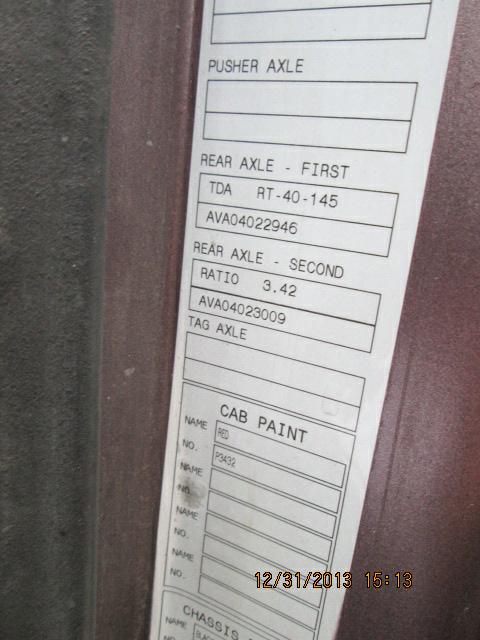 PUSHER AXLE
REAR AXLE - FIRST
TDA RT-40-145
AVA04022946
REAR AXLE - SECOND
RATIO 3.42
AVA04023009
TAG AXLE
CAB PAINT
NAME RED
NO. P3432
NAME
NO.
NAME
NO.
NAME
NO.
CHASSIS
NAME
NO.
12/31/2013 15:13